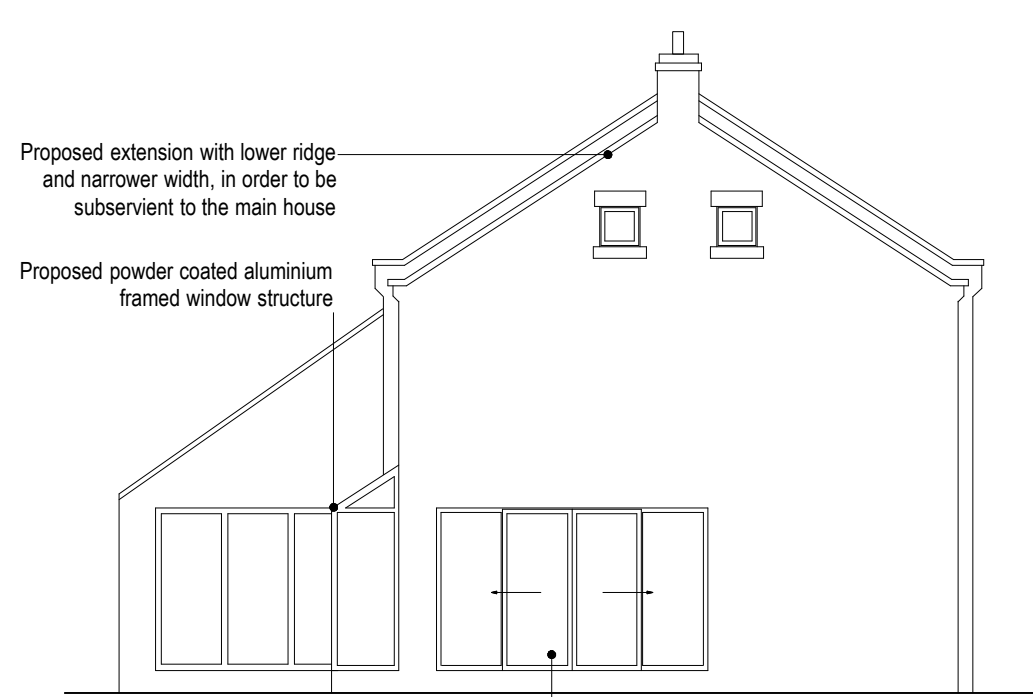 Proposed extension with lower ridge
and narrower width, in order to be
subservient to the main house
Proposed powder coated aluminium
framed window structure